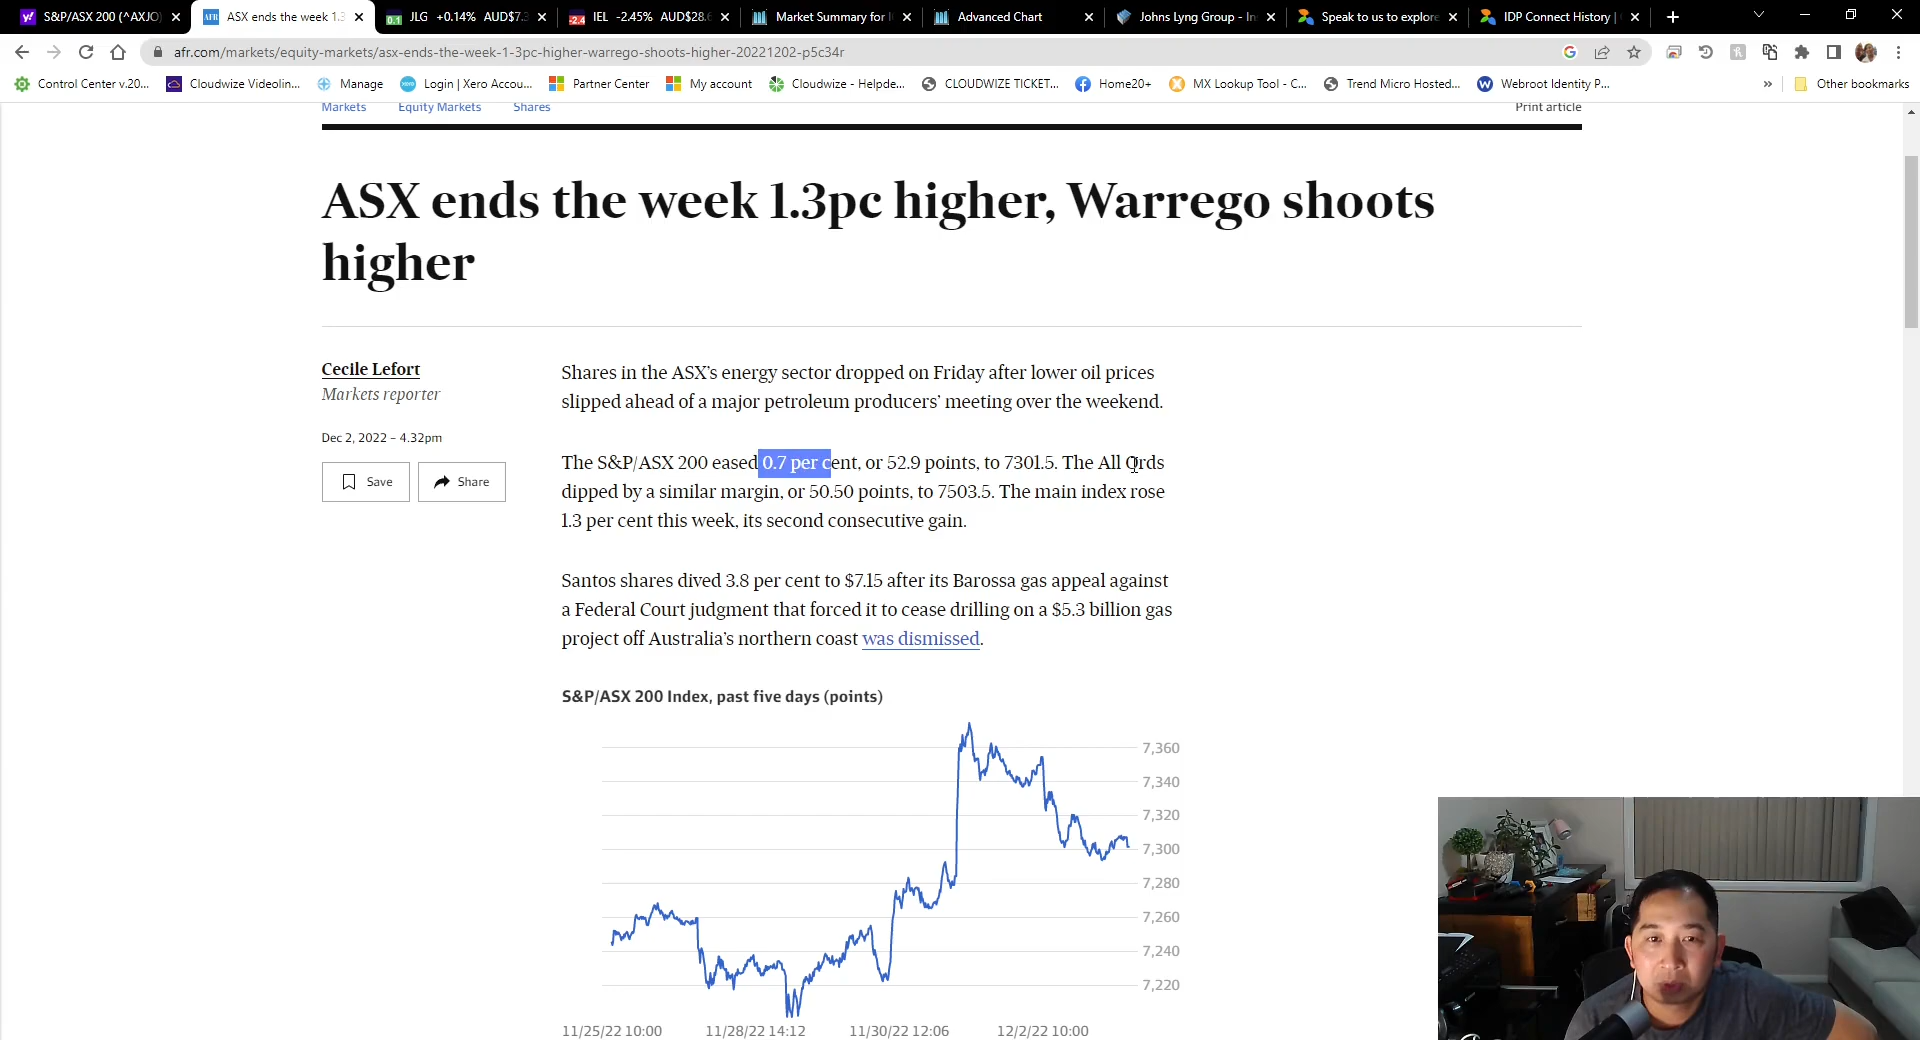 S&P/ASX 200 (^AXJO)
ASX ends the week 1.3
JLG +0.14% AUD$7.3
IEL -2.45% AUD$28.6
Market Summary for I
Advanced Chart
Johns Lyng Group - In
Speak to us to explore
IDP Connect History |
afr.com/markets/equity-markets/asx-ends-the-week-1-3pc-higher-warrego-shoots-higher-20221202-p5c34r
Control Center v.20...
Cloudwize Videolin...
Manage
Login | Xero Accou...
Partner Center
My account
Cloudwize - Helpde...
CLOUDWIZE TICKET...
Home20+
MX Lookup Tool - C...
Trend Micro Hosted...
Webroot Identity P...
»
Other bookmarks
Markets
Equity Markets
Shares
Print article
ASX ends the week 1.3pc higher, Warrego shoots
higher
Cecile Lefort
Markets reporter
Dec 2, 2022 – 4.32pm
Save
Share
Shares in the ASX’s energy sector dropped on Friday after lower oil prices
slipped ahead of a major petroleum producers’ meeting over the weekend.
The S&P/ASX 200 eased 0.7 per cent, or 52.9 points, to 7301.5. The All Ords
dipped by a similar margin, or 50.50 points, to 7503.5. The main index rose
1.3 per cent this week, its second consecutive gain.
Santos shares dived 3.8 per cent to $7.15 after its Barossa gas appeal against
a Federal Court judgment that forced it to cease drilling on a $5.3 billion gas
project off Australia’s northern coast was dismissed.
S&P/ASX 200 Index, past five days (points)
7,360
7,340
7,320
7,300
7,280
7,260
7,240
7,220
11/25/22 10:00
11/28/22 14:12
11/30/22 12:06
12/2/22 10:00